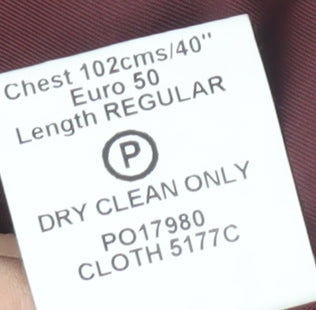 Chest 102cms/40"
Euro 50
Length REGULAR
P
DRY CLEAN ONLY
PO17980
CLOTH 5177C